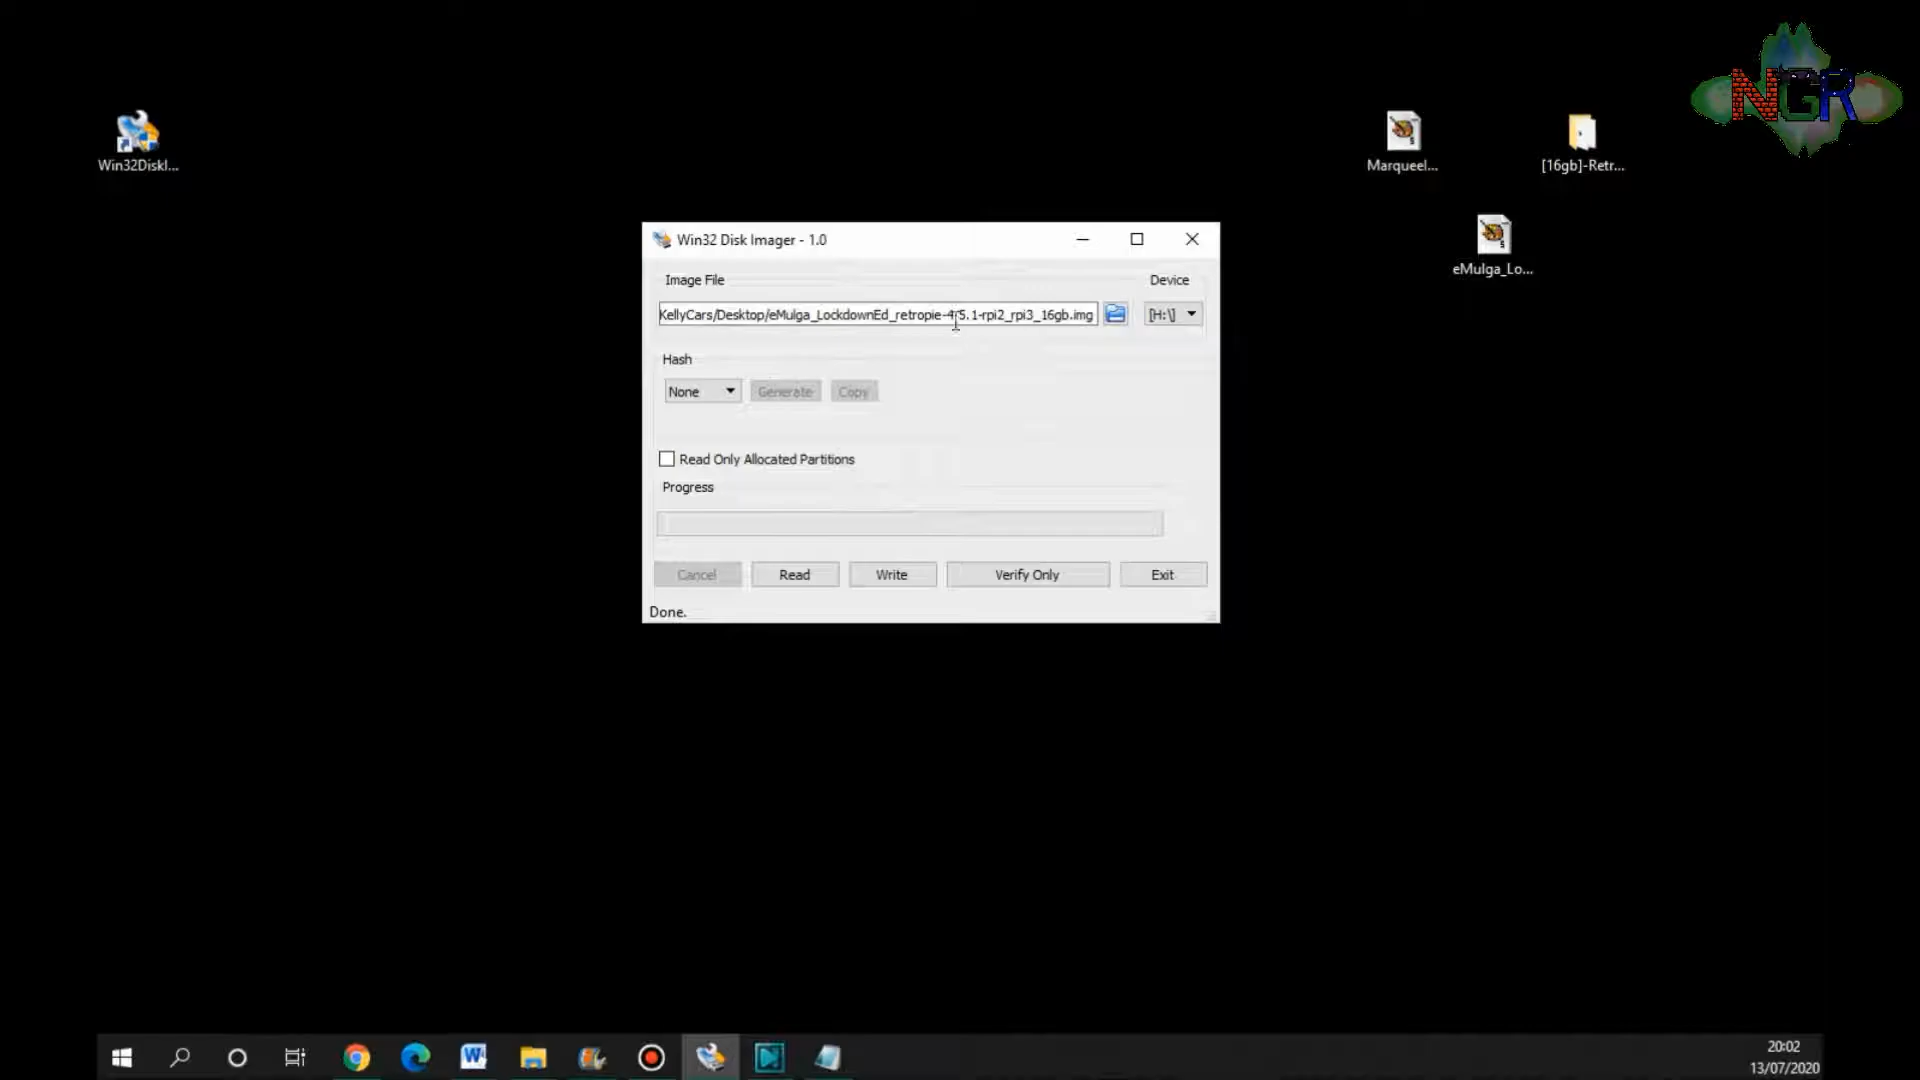 NGR
Win32DiskI...
Marqueel...
[16gb]-Retr...
eMulga_Lo...
Win32 Disk Imager - 1.0
Image File
Device
KellyCars/Desktop/eMulga_LockdownEd_retropie-4.5.1-rpi2_rpi3_16gb.img
[H:\]
Hash
None
Generate
Copy
Read Only Allocated Partitions
Progress
Cancel
Read
Write
Verify Only
Exit
Done.
20:02
13/07/2020